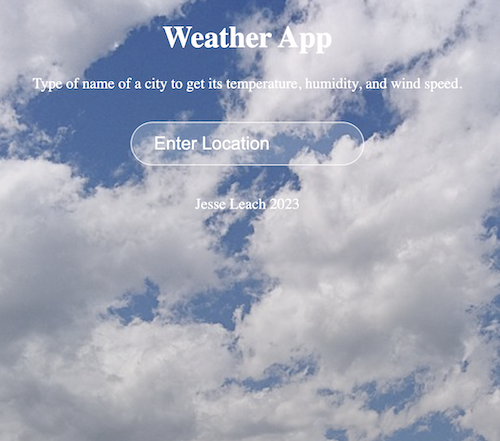 Weather App
Type of name of a city to get its temperature, humidity, and wind speed.
Enter Location
Jesse Leach 2023